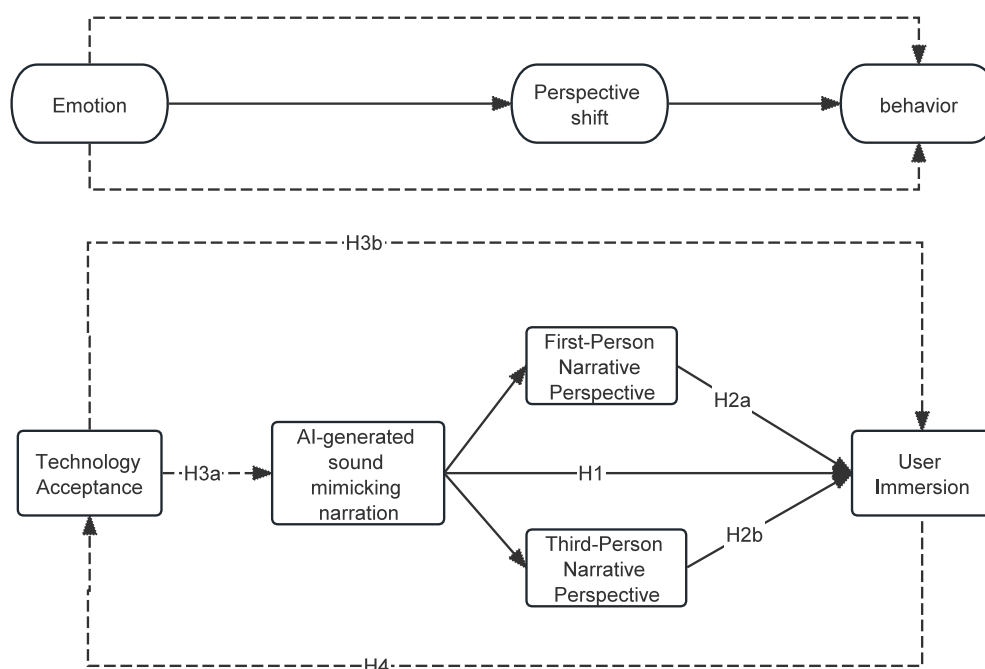 Emotion
Perspective
shift
behavior
H3b
First-Person
Narrative
Perspective
H2a
Technology
Acceptance
H3a
AI-generated
sound
mimicking
narration
H1
User
Immersion
H2b
Third-Person
Narrative
Perspective
H4